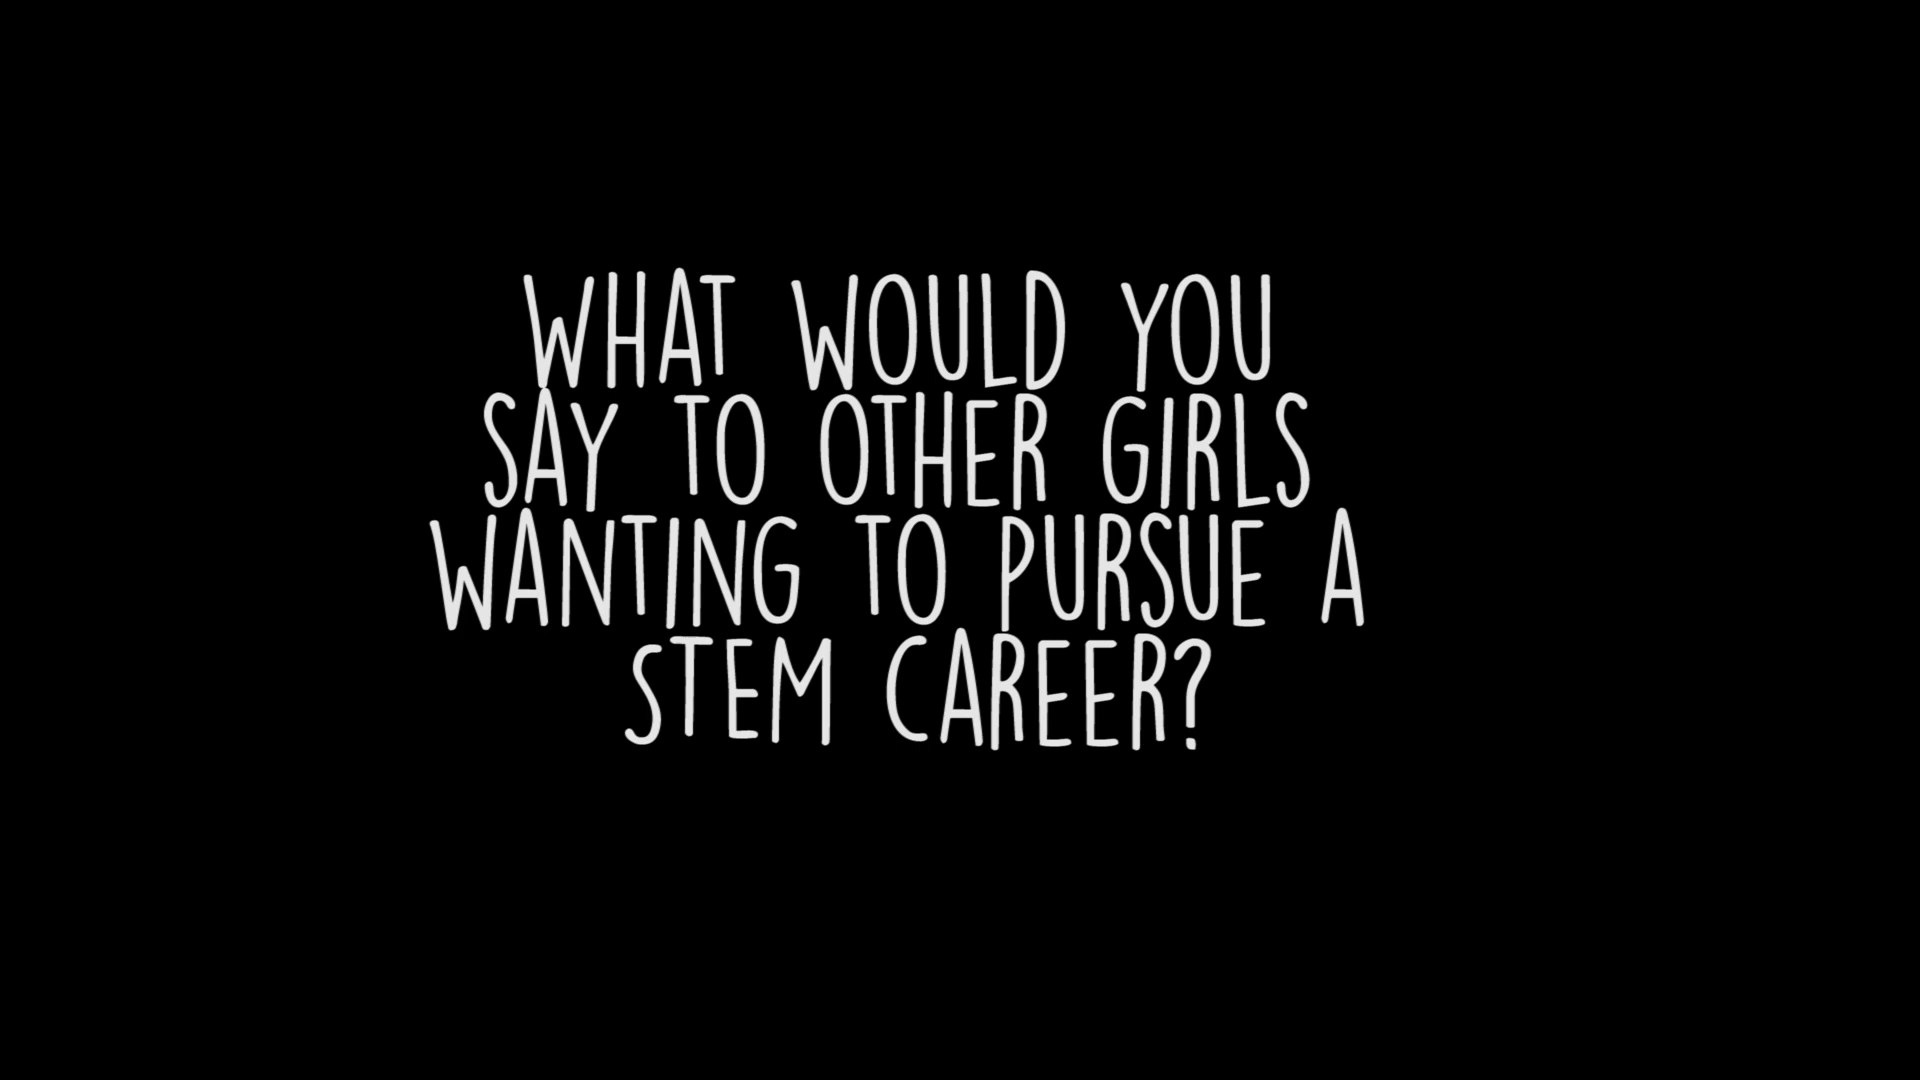 WHAT WOULD YOU
SAY TO OTHER GIRLS
WANTING TO PURSUE A
STEM CAREER?